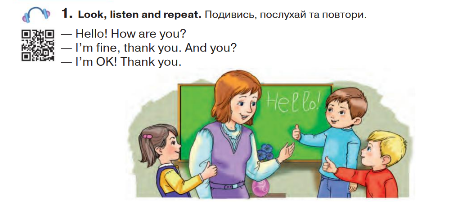 1. Look, listen and repeat. Подивись, послухай та повтори.
— Hello! How are you?
— I'm fine, thank you. And you?
— I'm OK! Thank you.
Hello!